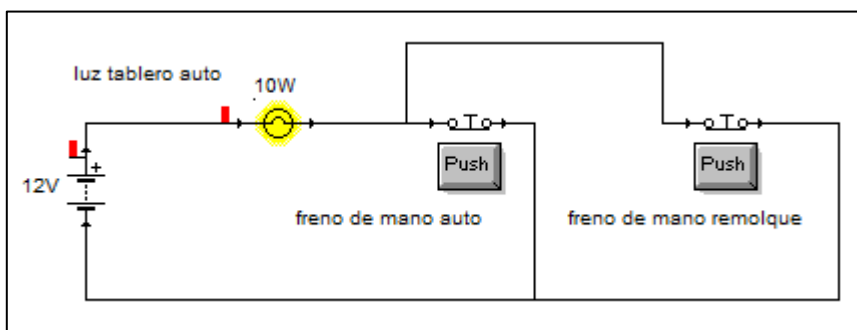 luz tablero auto
10W
12V
+
Push
Push
freno de mano auto
freno de mano remolque